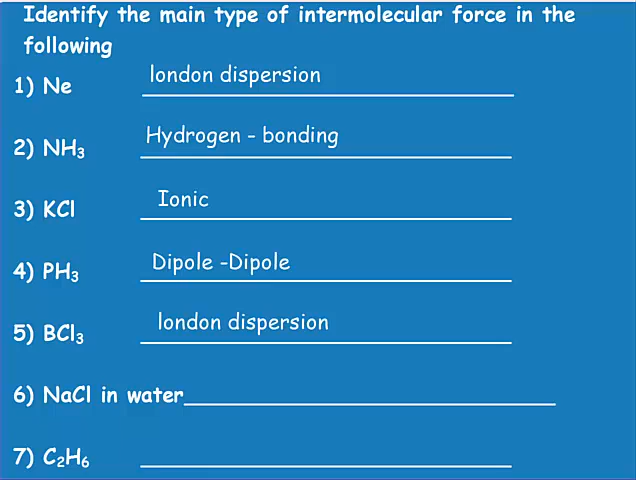 Identify the main type of intermolecular force in the
following
1) Ne london dispersion
2) NH₃ Hydrogen - bonding
3) KCl Ionic
4) PH₃ Dipole -Dipole
5) BCl₃ london dispersion
6) NaCl in water
7) C₂H₆